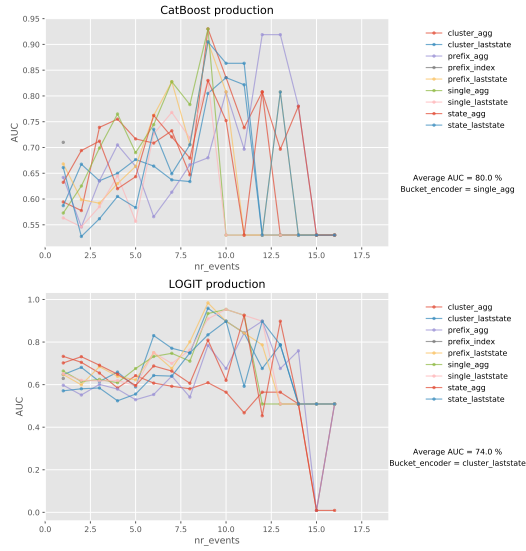 CatBoost production
0.95
0.90
0.85
0.80
0.75
0.70
0.65
0.60
0.55
AUC
0.0
2.5
5.0
7.5
10.0
12.5
15.0
17.5
nr_events
cluster_agg
cluster_laststate
prefix_agg
prefix_index
prefix_laststate
single_agg
single_laststate
state_agg
state_laststate
Average AUC = 80.0 %
Bucket_encoder = single_agg
LOGIT production
1.0
0.8
0.6
0.4
0.2
0.0
AUC
0.0
2.5
5.0
7.5
10.0
12.5
15.0
17.5
nr_events
cluster_agg
cluster_laststate
prefix_agg
prefix_index
prefix_laststate
single_agg
single_laststate
state_agg
state_laststate
Average AUC = 74.0 %
Bucket_encoder = cluster_laststate